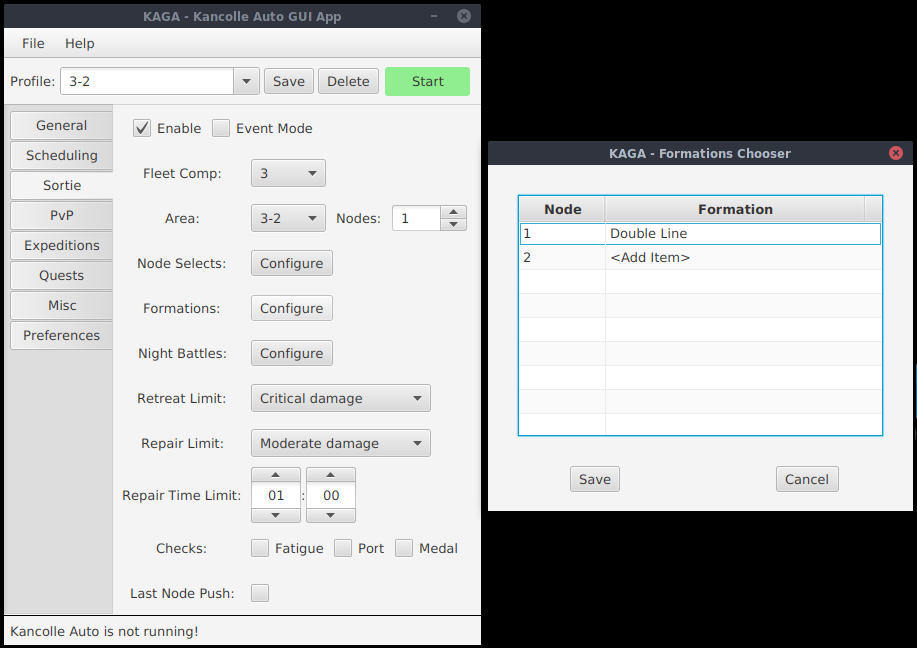 KAGA - Kancolle Auto GUI App
File Help
Profile: 3-2 Save Delete Start
General
Scheduling
Sortie
PvP
Expeditions
Quests
Misc
Preferences
Enable Event Mode
Fleet Comp: 3
Area: 3-2 Nodes: 1
Node Selects: Configure
Formations: Configure
Night Battles: Configure
Retreat Limit: Critical damage
Repair Limit: Moderate damage
Repair Time Limit: 01 : 00
Checks: Fatigue Port Medal
Last Node Push:
Kancolle Auto is not running!
KAGA - Formations Chooser
Node Formation
1 Double Line
2 <Add Item>
Save Cancel